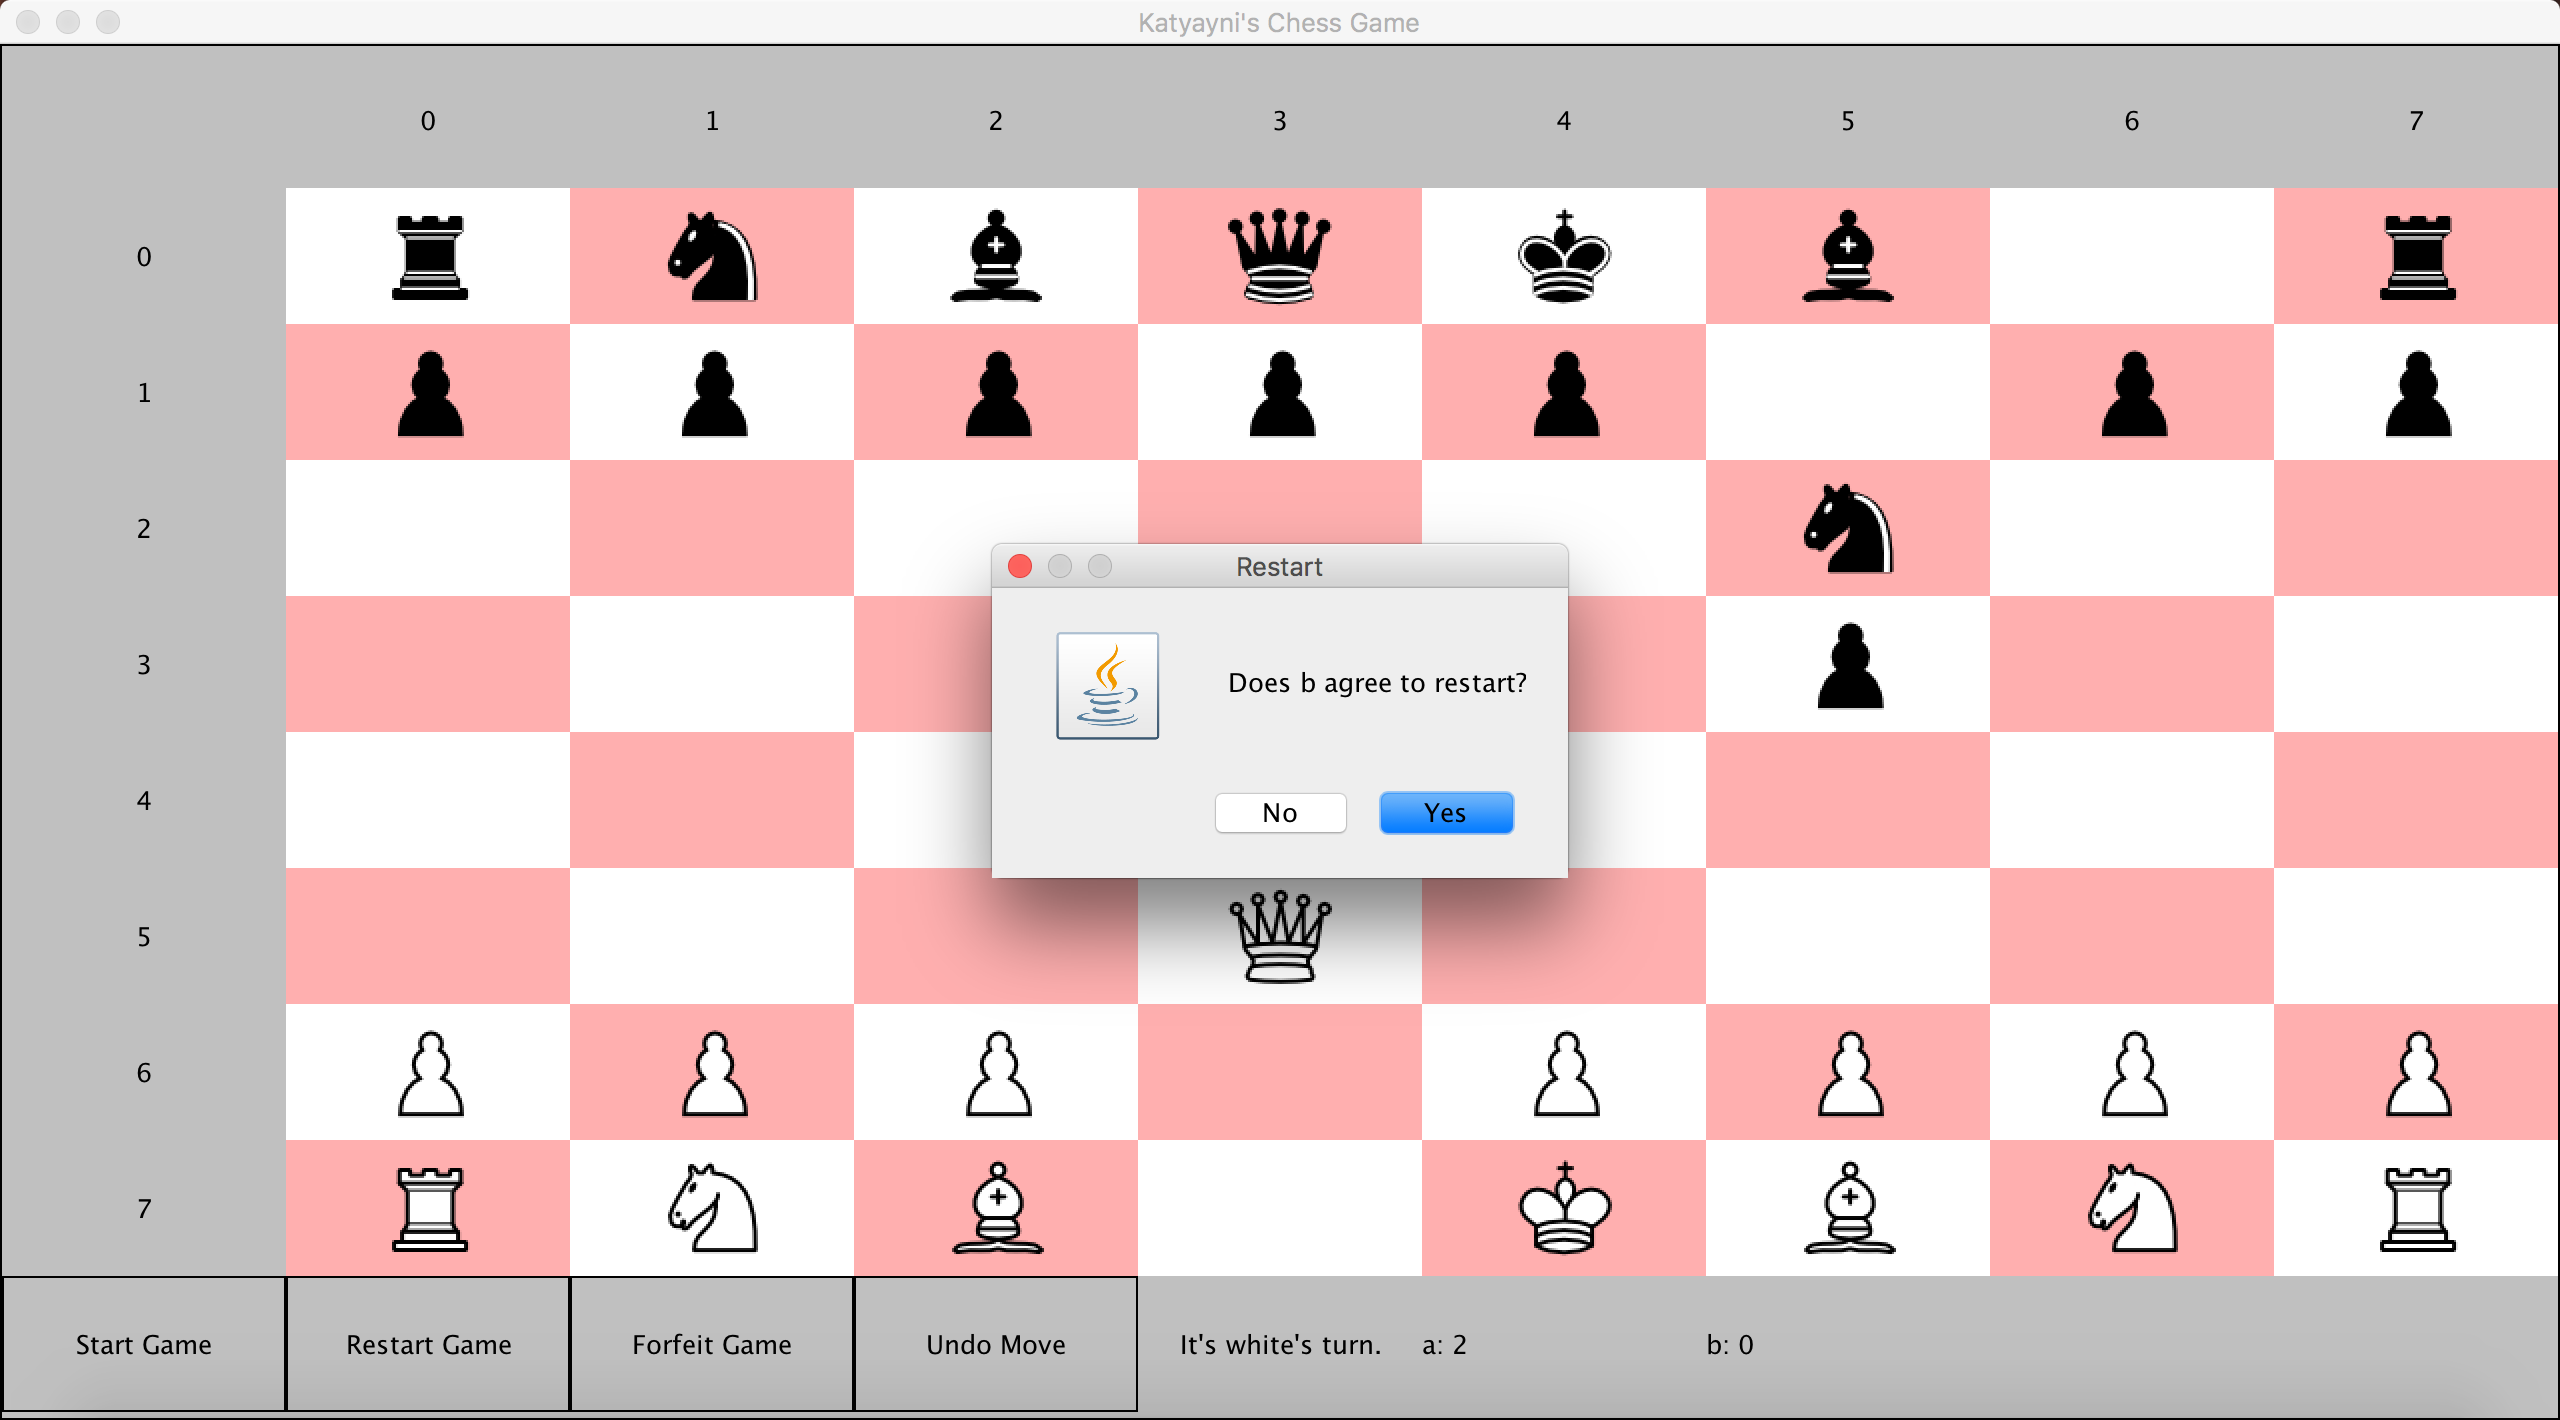 Katyayni's Chess Game
0 1 2 3 4 5 6 7
0
1
2
Restart
3
Does b agree to restart?
4
No Yes
5
6
7
Start Game Restart Game Forfeit Game Undo Move It's white's turn. a: 2 b: 0